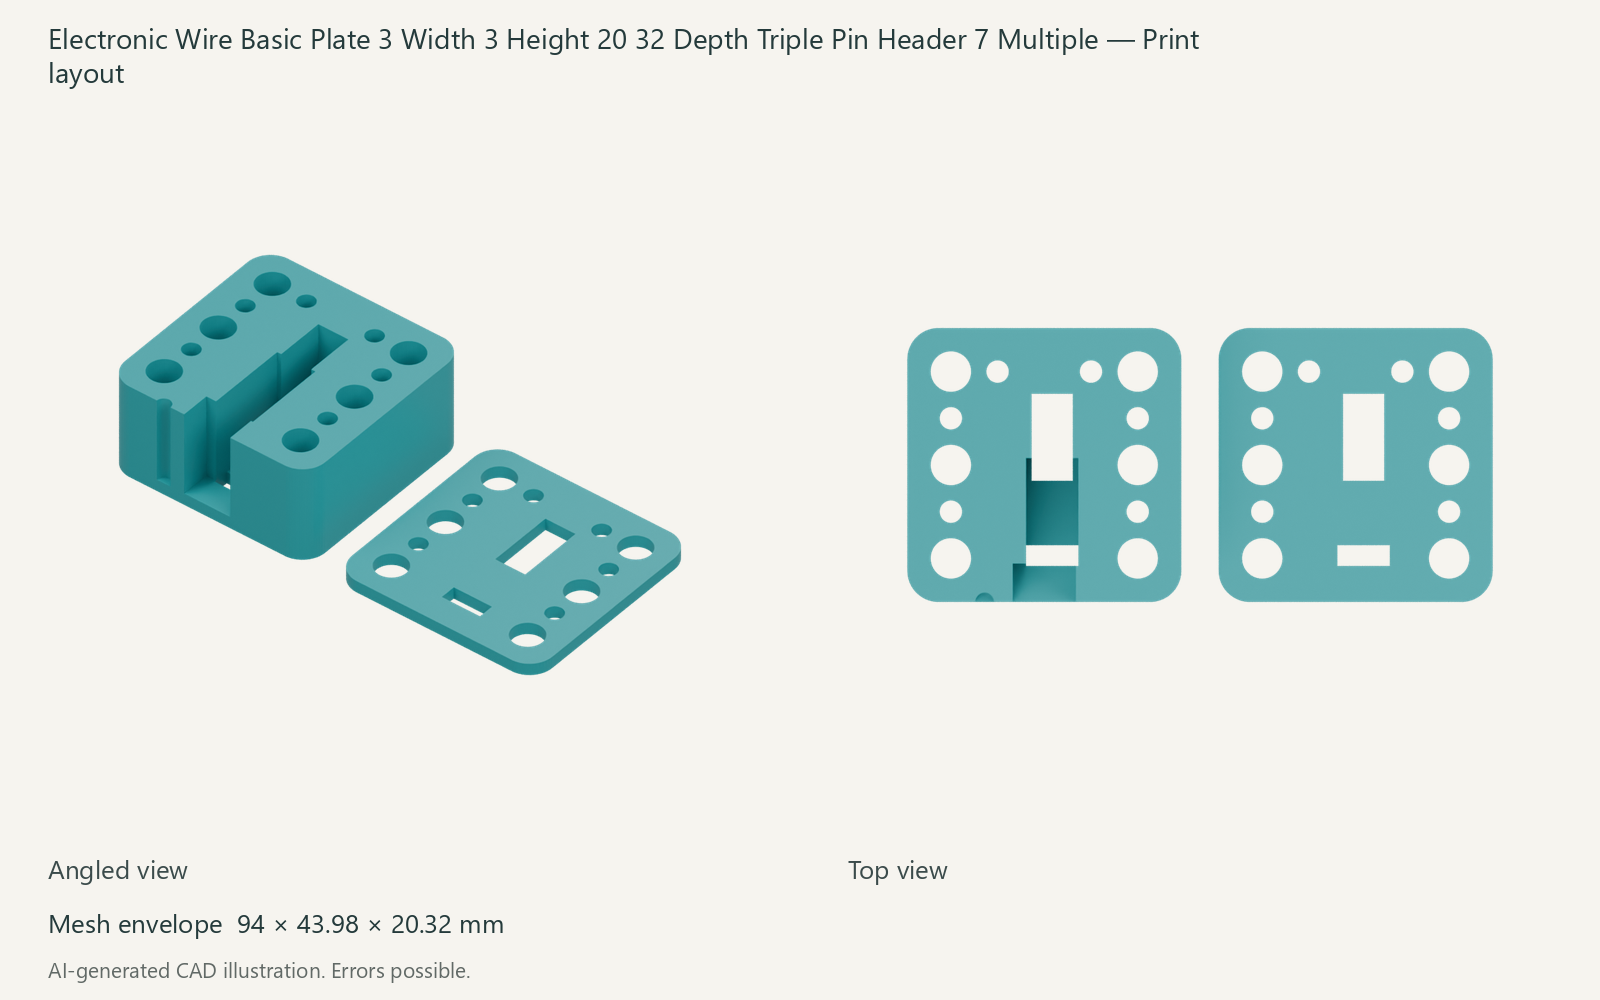 Electronic Wire Basic Plate 3 Width 3 Height 20 32 Depth Triple Pin Header 7 Multiple — Print
layout
Angled view
Top view
Mesh envelope  94 × 43.98 × 20.32 mm
AI-generated CAD illustration. Errors possible.